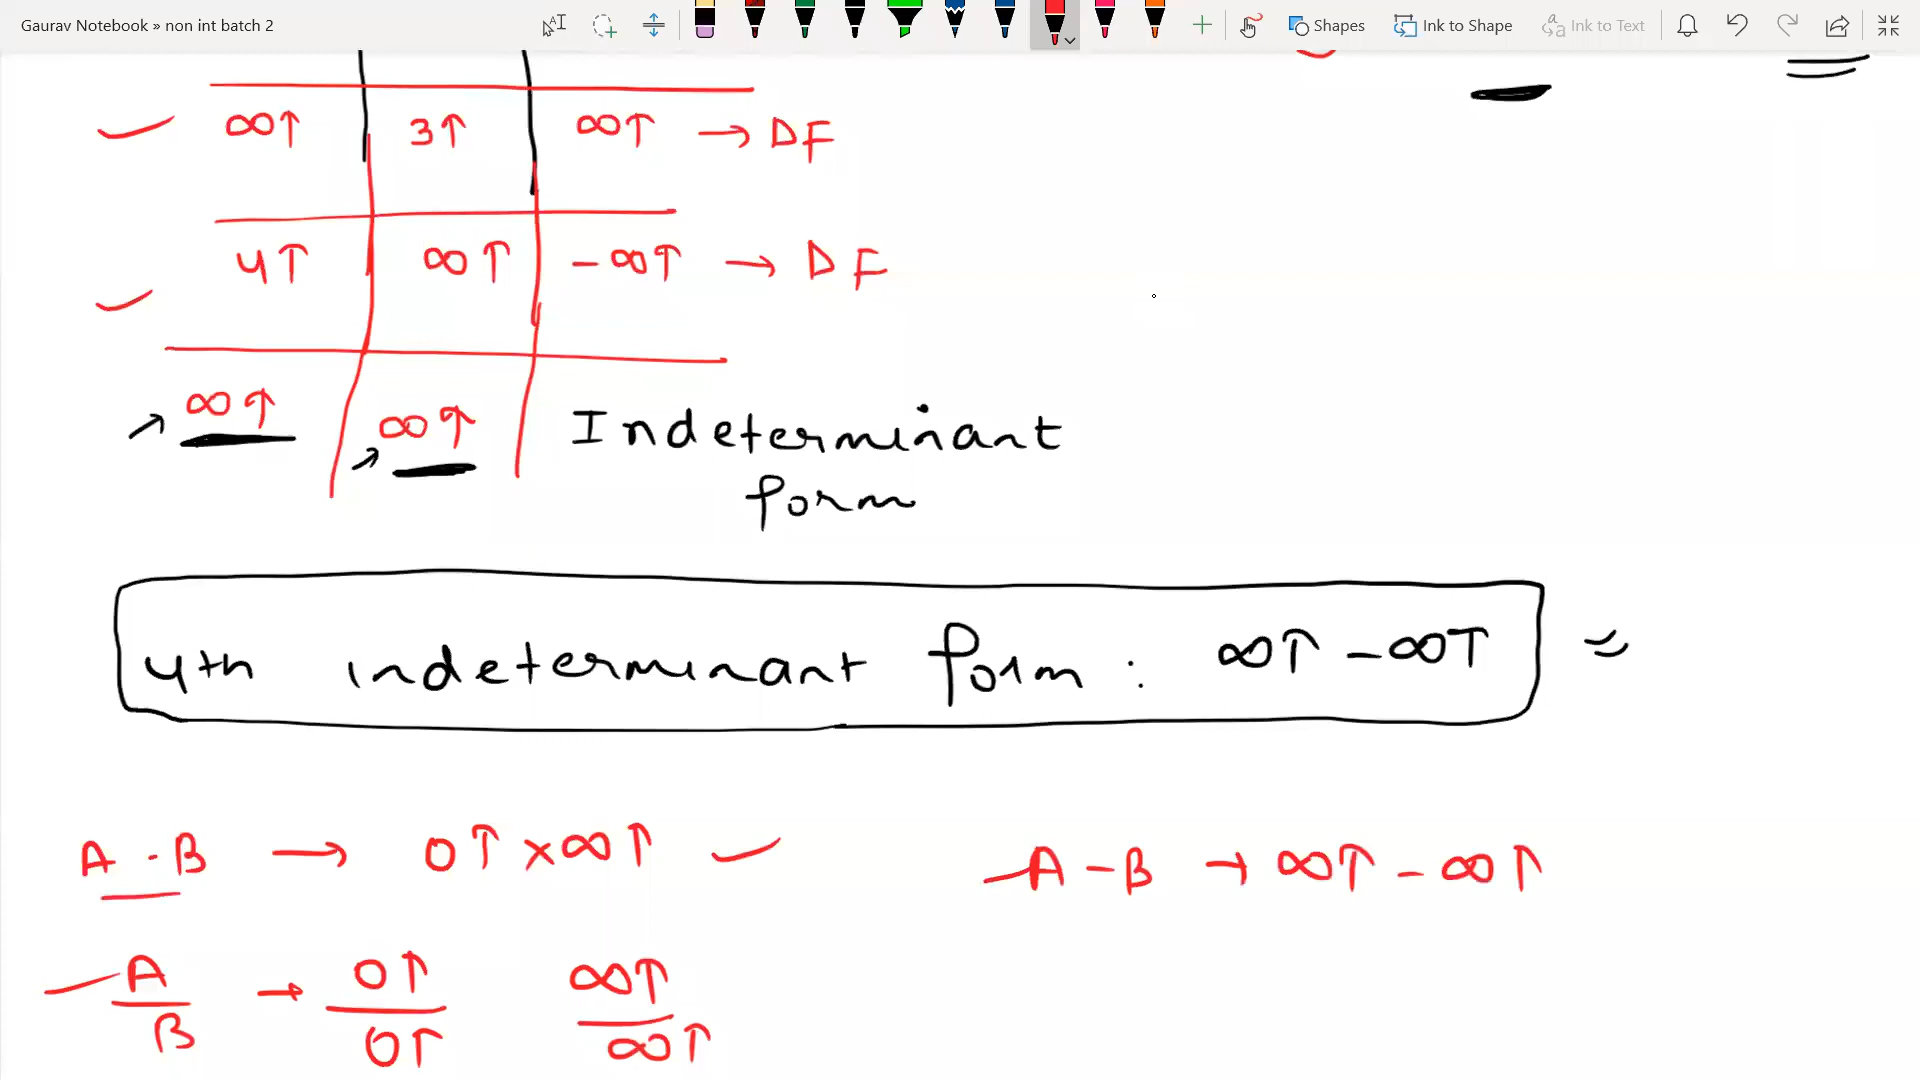 Gaurav Notebook » non int batch 2
Shapes
Ink to Shape
Ink to Text
∞↑ 3↑ ∞↑ → DF
4↑ ∞↑ -∞↑ → DF
∞↑ ∞↑ Indeterminant
form
4th indeterminant form : ∞↑ - ∞↑
A · B → 0↑ × ∞↑
A - B → ∞↑ - ∞↑
A/B → 0↑/0↑ ∞↑/∞↑